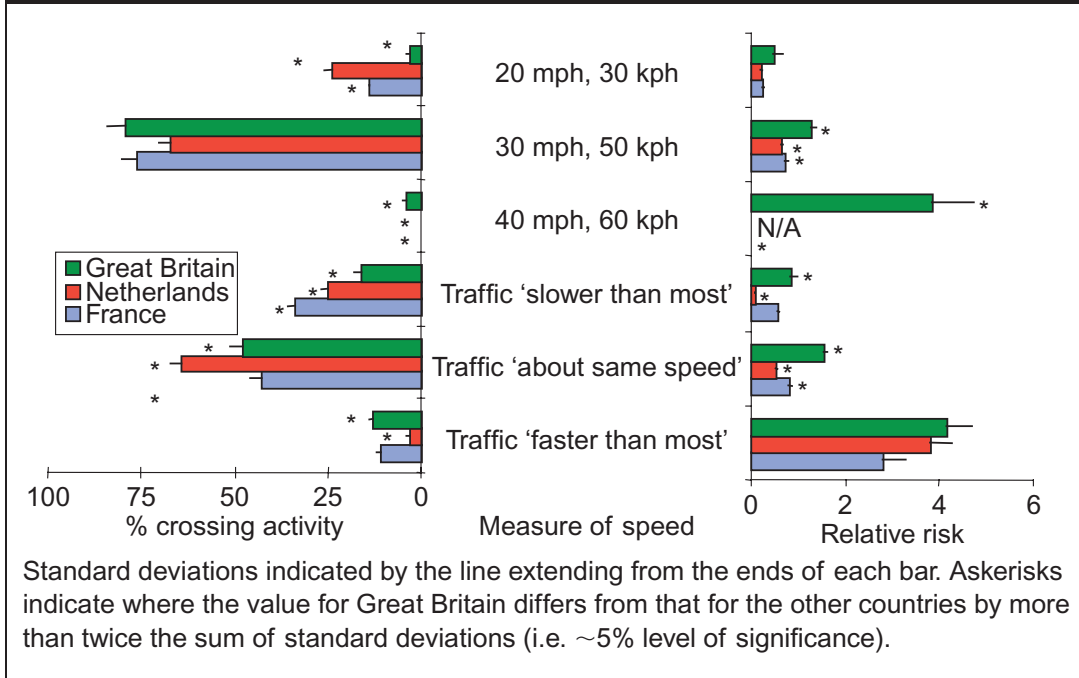 20 mph, 30 kph
30 mph, 50 kph
40 mph, 60 kph
N/A
Great Britain
Netherlands
France
Traffic ‘slower than most’
Traffic ‘about same speed’
Traffic ‘faster than most’
100 75 50 25 0
0 2 4 6
% crossing activity
Measure of speed
Relative risk
Standard deviations indicated by the line extending from the ends of each bar. Askerisks
indicate where the value for Great Britain differs from that for the other countries by more
than twice the sum of standard deviations (i.e. ~5% level of significance).